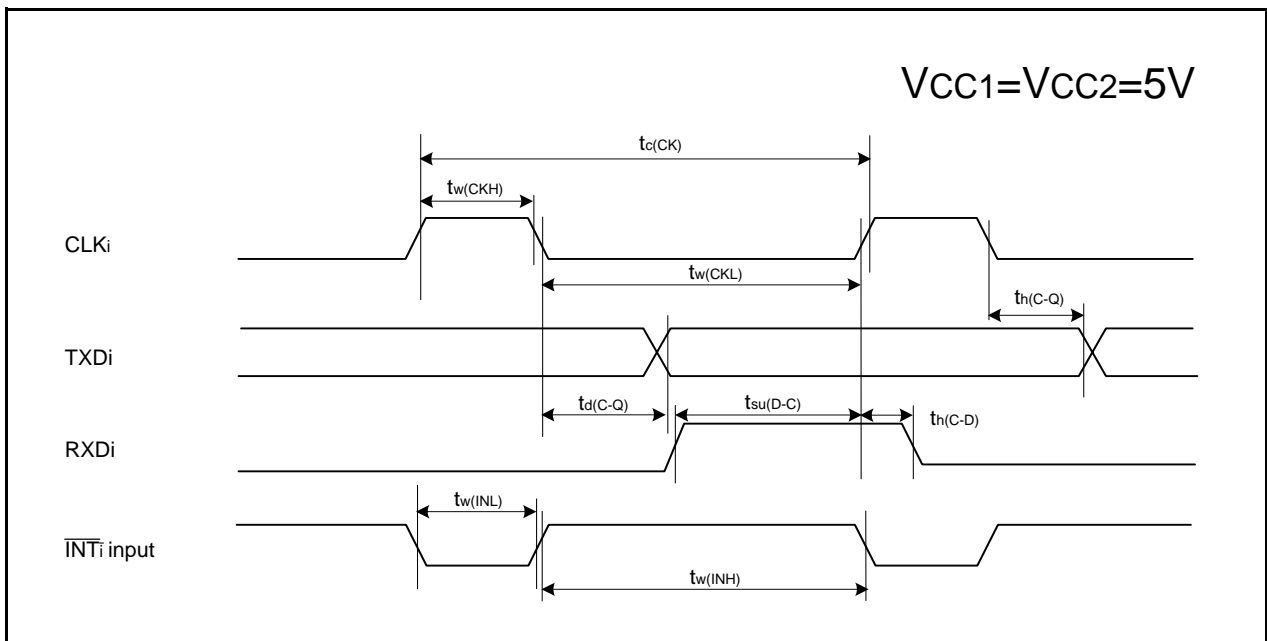 VCC1=VCC2=5V
tc(CK)
tw(CKH)
CLKi
tw(CKL)
th(C-Q)
TXDi
td(C-Q)
tsu(D-C)
th(C-D)
RXDi
tw(INL)
INTi input
tw(INH)